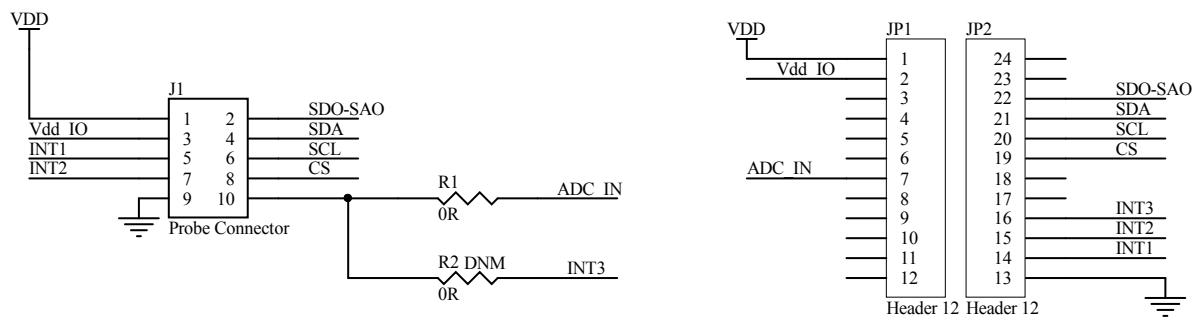 VDD
J1
1 2 SDO-SAO
Vdd_IO 3 4 SDA
INT1 5 6 SCL
INT2 7 8 CS
9 10
Probe Connector
R1
0R
ADC_IN
R2 DNM
0R
INT3
VDD
JP1
JP2
1 24
Vdd_IO 2 23
3 22 SDO-SAO
4 21 SDA
5 20 SCL
6 19 CS
ADC_IN 7 18
8 17
9 16 INT3
10 15 INT2
11 14 INT1
12 13
Header 12
Header 12